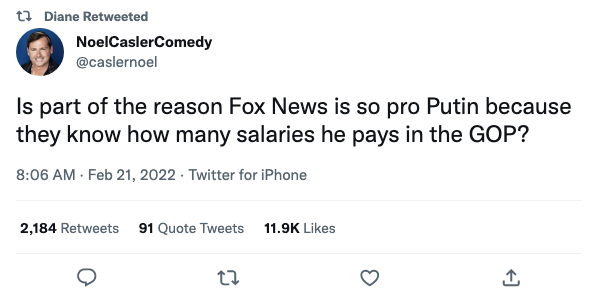 Diane Retweeted
NoelCaslerComedy
@caslernoel
Is part of the reason Fox News is so pro Putin because
they know how many salaries he pays in the GOP?
8:06 AM · Feb 21, 2022 · Twitter for iPhone
2,184 Retweets 91 Quote Tweets 11.9K Likes